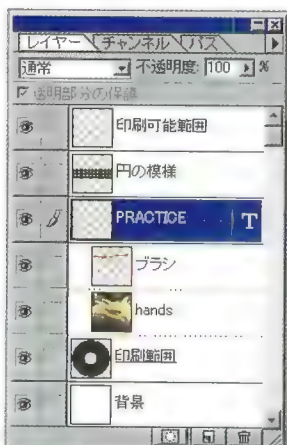 レイヤー チャンネル パス
通常 不透明度: 100 %
透明部分の保護
印刷可能範囲
円の模様
PRACTICE T
ブラシ
hands
印刷範囲
背景